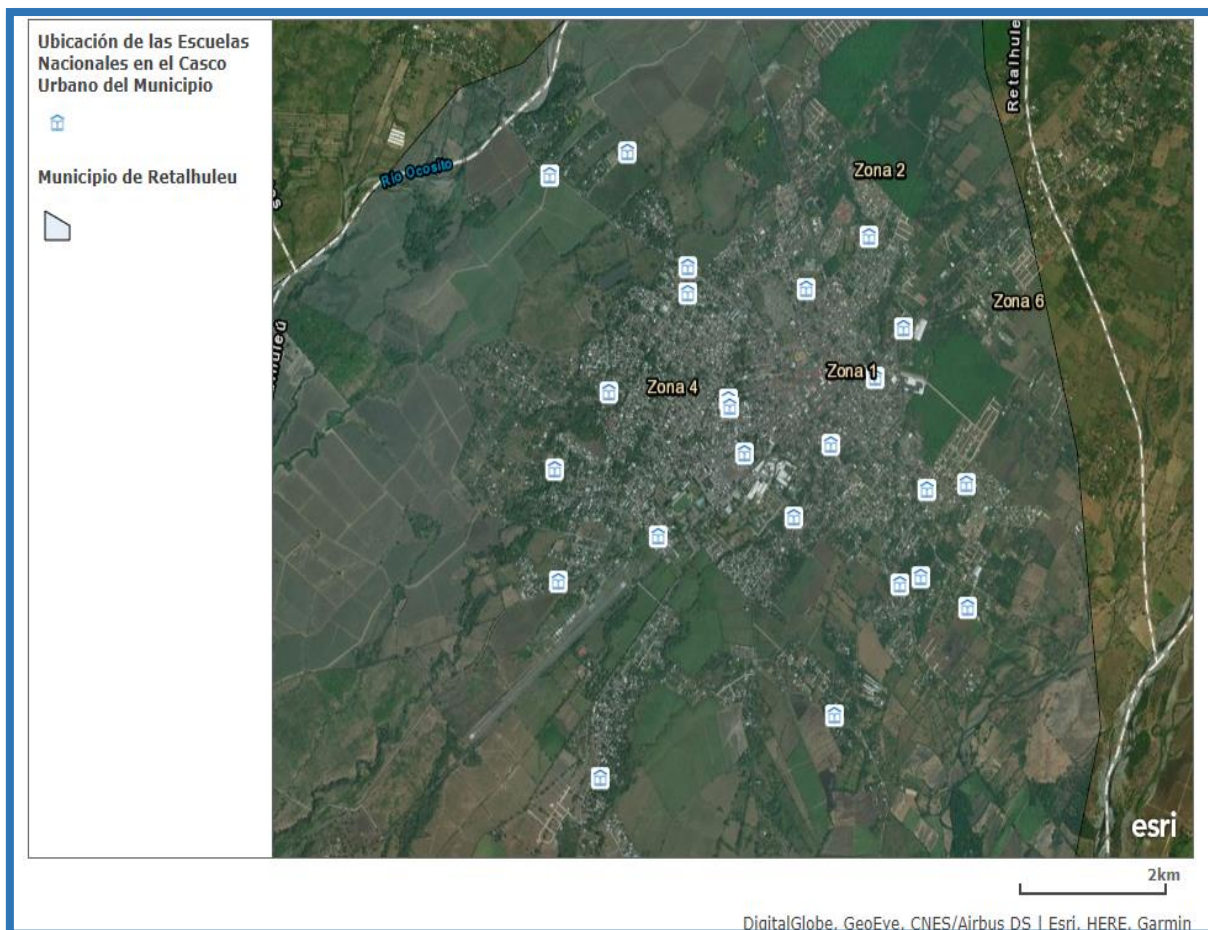 Ubicación de las Escuelas
Nacionales en el Casco
Urbano del Municipio
Municipio de Retalhuleu
Retalhule
Río Ocosito
Zona 2
Zona 6
Zona 1
Zona 4
esri
2km
DigitalGlobe, GeoEye, CNES/Airbus DS | Esri, HERE, Garmin